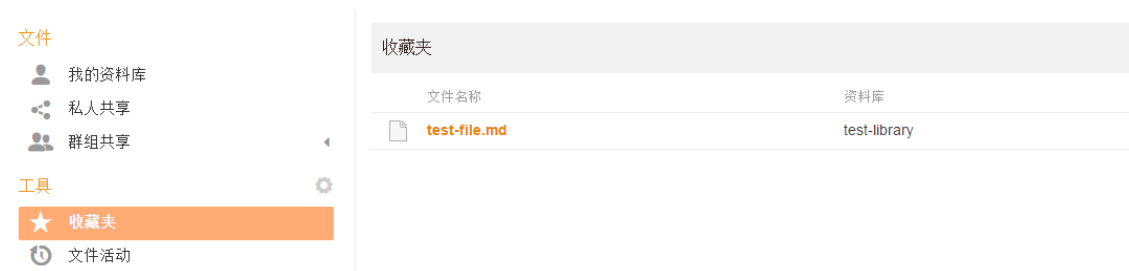 文件
我的资料库
私人共享
群组共享
工具
收藏夹
文件活动
收藏夹
文件名称 资料库
test-file.md test-library